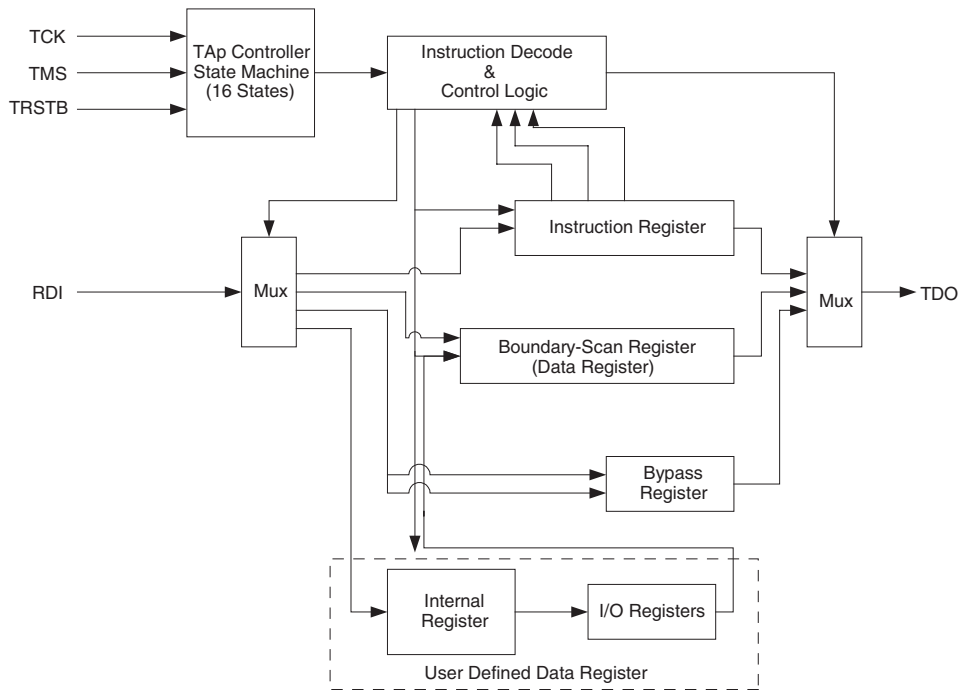 TCK
TMS
TRSTB
TAp Controller
State Machine
(16 States)
Instruction Decode
&
Control Logic
Instruction Register
RDI
Mux
Mux
TDO
Boundary-Scan Register
(Data Register)
Bypass
Register
Internal
Register
I/O Registers
User Defined Data Register